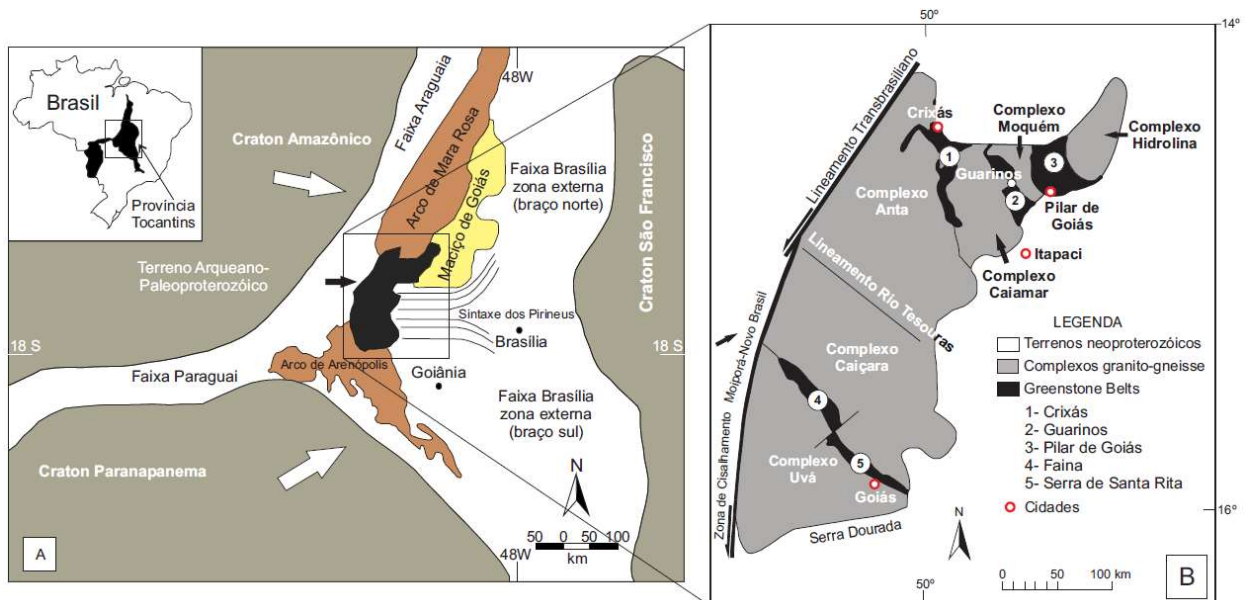 Brasil
Província
Tocantins
48W
Faixa Araguaia
Craton Amazônico
Arco de Mara Rosa
Maciço de Goiás
Faixa Brasília
zona externa
(braço norte)
Craton São Francisco
Terreno Arqueano-
Paleoproterozóico
Sintaxe dos Pirineus
Brasília
18 S
18 S
Arco de Arenópolis
Goiânia
Faixa Paraguai
Faixa Brasília
zona externa
(braço sul)
Craton Paranapanema
N
50 0 50 100
km
48W
A
50º
14º
Lineamento Transbrasiliano
Crixás
Complexo
Moquém
Complexo
Hidrolina
1
Guarinos
3
2
Complexo
Anta
Pilar de
Goiás
Itapaci
Complexo
Caiamar
Lineamento Rio Tesouras
Zona de Cisalhamento Moiporá-Novo Brasil
Complexo
Caiçara
4
Complexo
Uvá
5
Goiás
Serra Dourada
LEGENDA
Terrenos neoproterozóicos
Complexos granito-gneisse
Greenstone Belts
1- Crixás
2- Guarinos
3- Pilar de Goiás
4- Faina
5- Serra de Santa Rita
Cidades
16º
N
0 50 100 km
50º
B